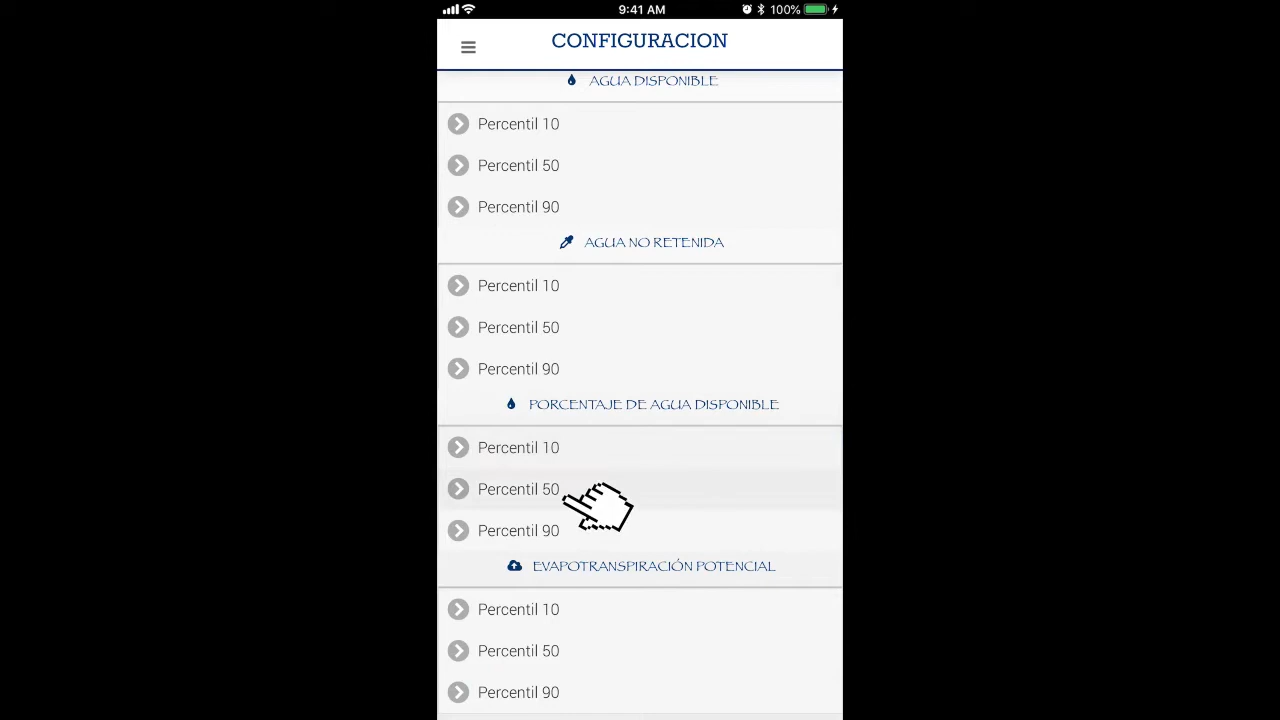 9:41 AM
100%
CONFIGURACION
AGUA DISPONIBLE
Percentil 10
Percentil 50
Percentil 90
AGUA NO RETENIDA
Percentil 10
Percentil 50
Percentil 90
PORCENTAJE DE AGUA DISPONIBLE
Percentil 10
Percentil 50
Percentil 90
EVAPOTRANSPIRACIÓN POTENCIAL
Percentil 10
Percentil 50
Percentil 90